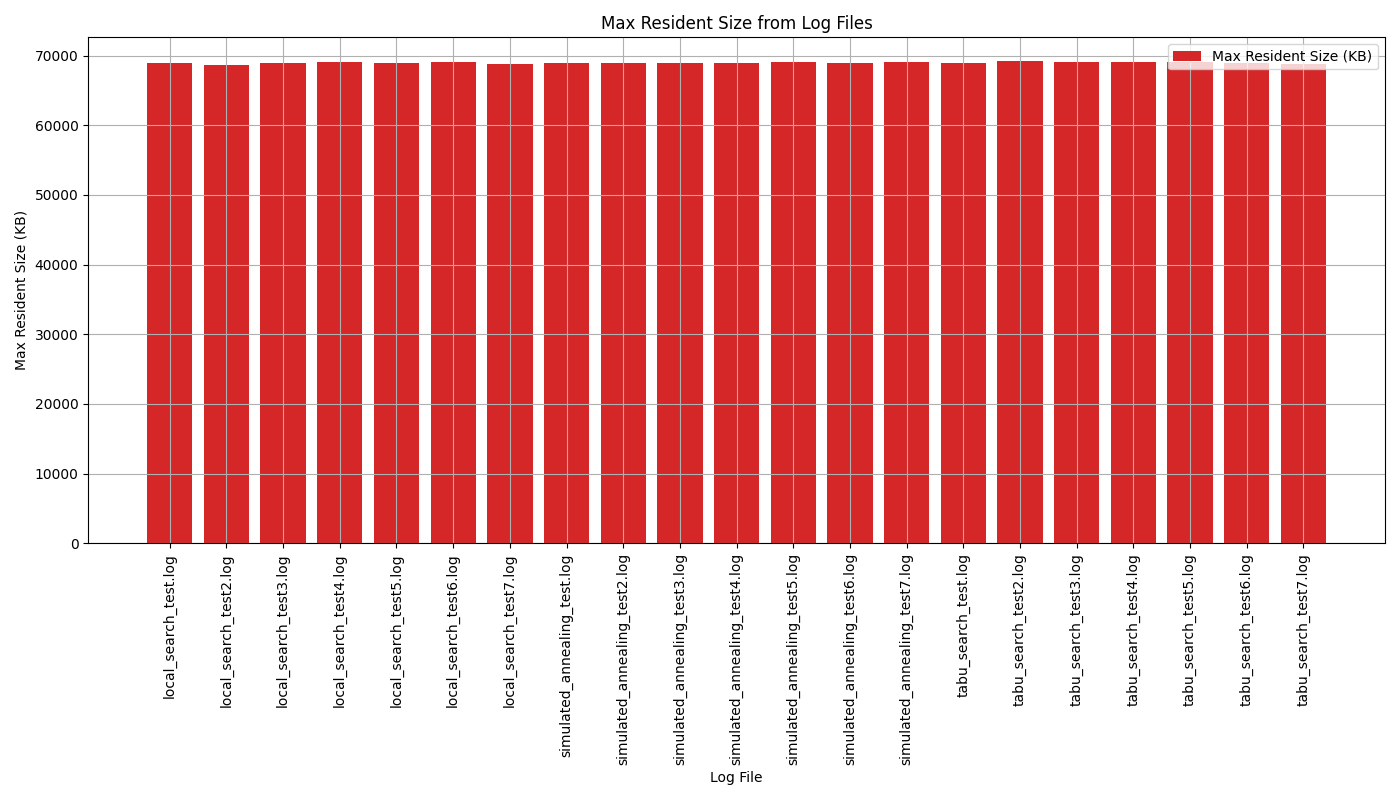 Max Resident Size from Log Files
Max Resident Size (KB)
Max Resident Size (KB)
70000
60000
50000
40000
30000
20000
10000
0
local_search_test.log
local_search_test2.log
local_search_test3.log
local_search_test4.log
local_search_test5.log
local_search_test6.log
local_search_test7.log
simulated_annealing_test.log
simulated_annealing_test2.log
simulated_annealing_test3.log
simulated_annealing_test4.log
simulated_annealing_test5.log
simulated_annealing_test6.log
simulated_annealing_test7.log
tabu_search_test.log
tabu_search_test2.log
tabu_search_test3.log
tabu_search_test4.log
tabu_search_test5.log
tabu_search_test6.log
tabu_search_test7.log
Log File